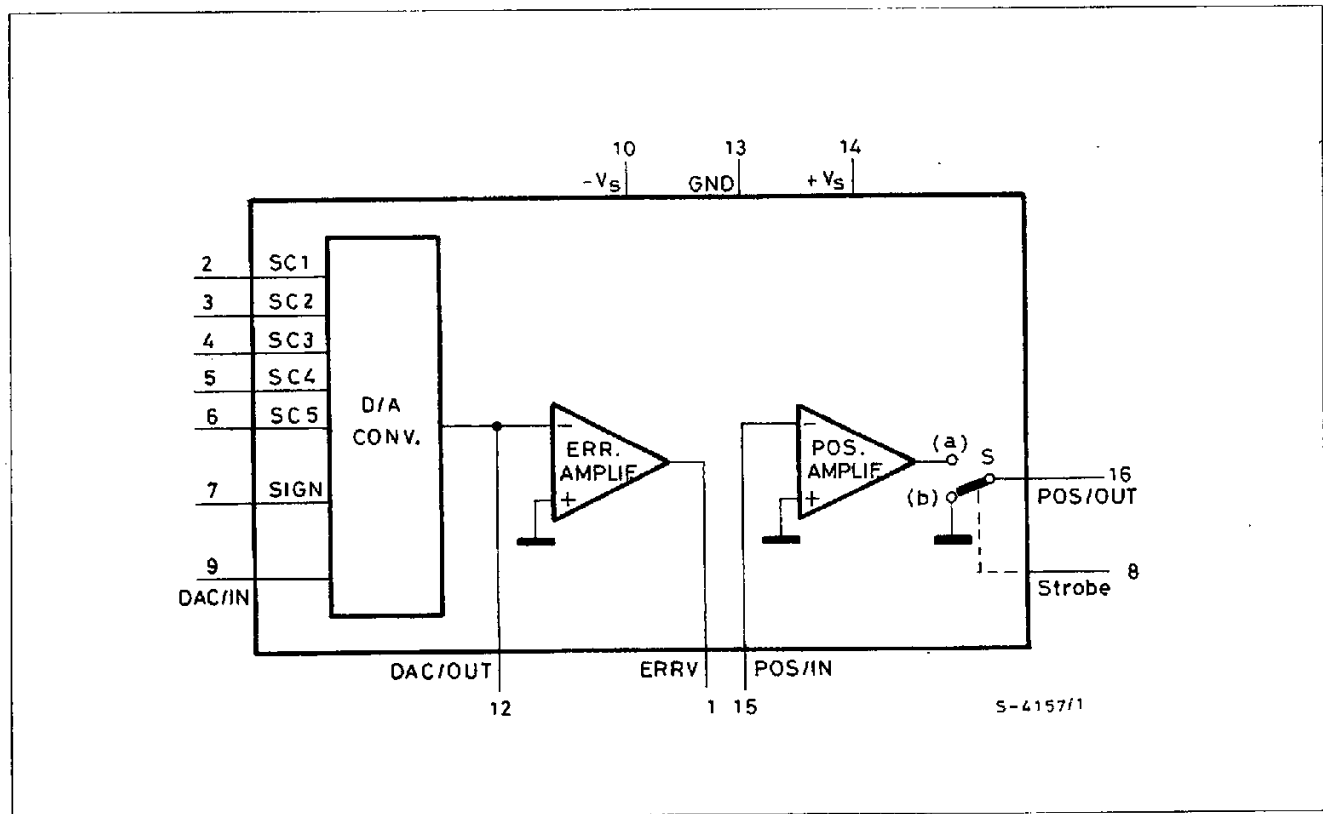 10
13
14
-Vs
GND
+Vs
2 SC1
3 SC2
4 SC3
5 SC4
6 SC5
7 SIGN
9
DAC/IN
D/A
CONV.
-
ERR.
AMPLIF.
+
-
POS.
AMPLIF.
+
(a)
S
(b)
16
POS/OUT
8
Strobe
DAC/OUT
ERRV
POS/IN
12
1
15
S-4157/1